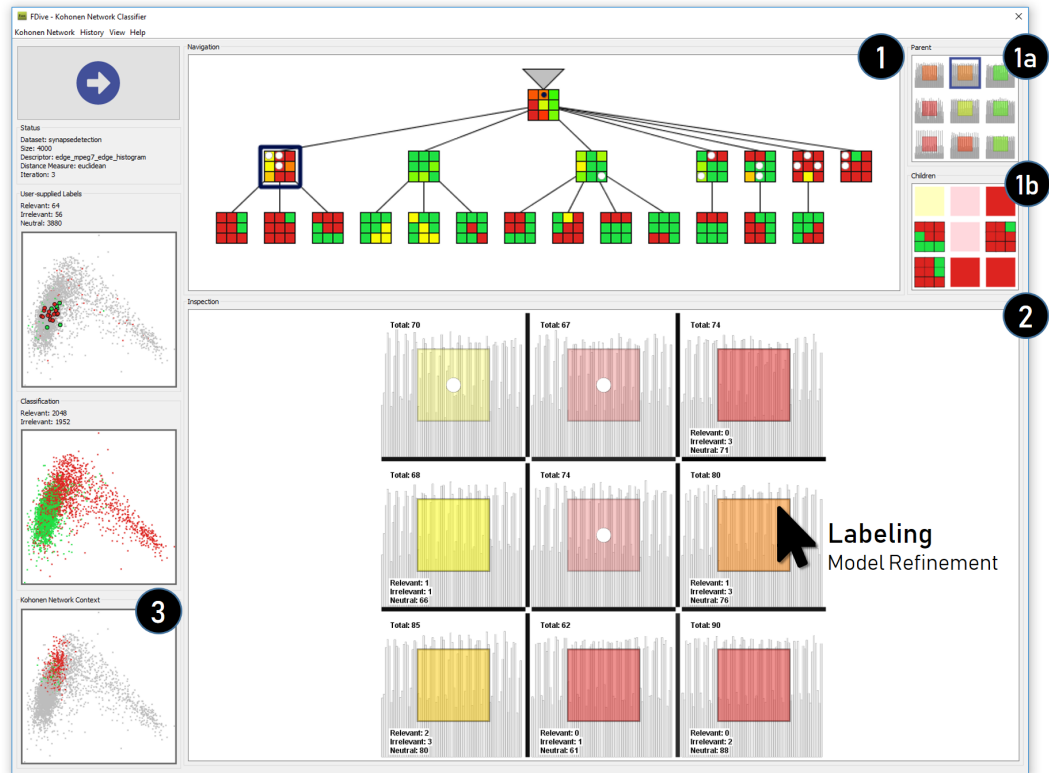 FDive - Kohonen Network Classifier
Kohonen Network History View Help
Status
Dataset: synapsedetection
Size: 4000
Descriptor: edge_mpeg7_edge_histogram
Distance Measure: euclidean
Iteration: 3
User-supplied Labels
Relevant: 64
Irrelevant: 56
Neutral: 3880
Classification
Relevant: 2048
Irrelevant: 1952
Kohonen Network Context
3
Navigation
1
Parent
1a
Children
1b
Inspection
2
Total: 70
Total: 67
Total: 74
Relevant: 0
Irrelevant: 3
Neutral: 71
Total: 68
Relevant: 1
Irrelevant: 1
Neutral: 66
Total: 74
Total: 80
Relevant: 1
Irrelevant: 3
Neutral: 76
Labeling
Model Refinement
Total: 85
Relevant: 2
Irrelevant: 3
Neutral: 80
Total: 62
Relevant: 0
Irrelevant: 1
Neutral: 61
Total: 90
Relevant: 0
Irrelevant: 2
Neutral: 88